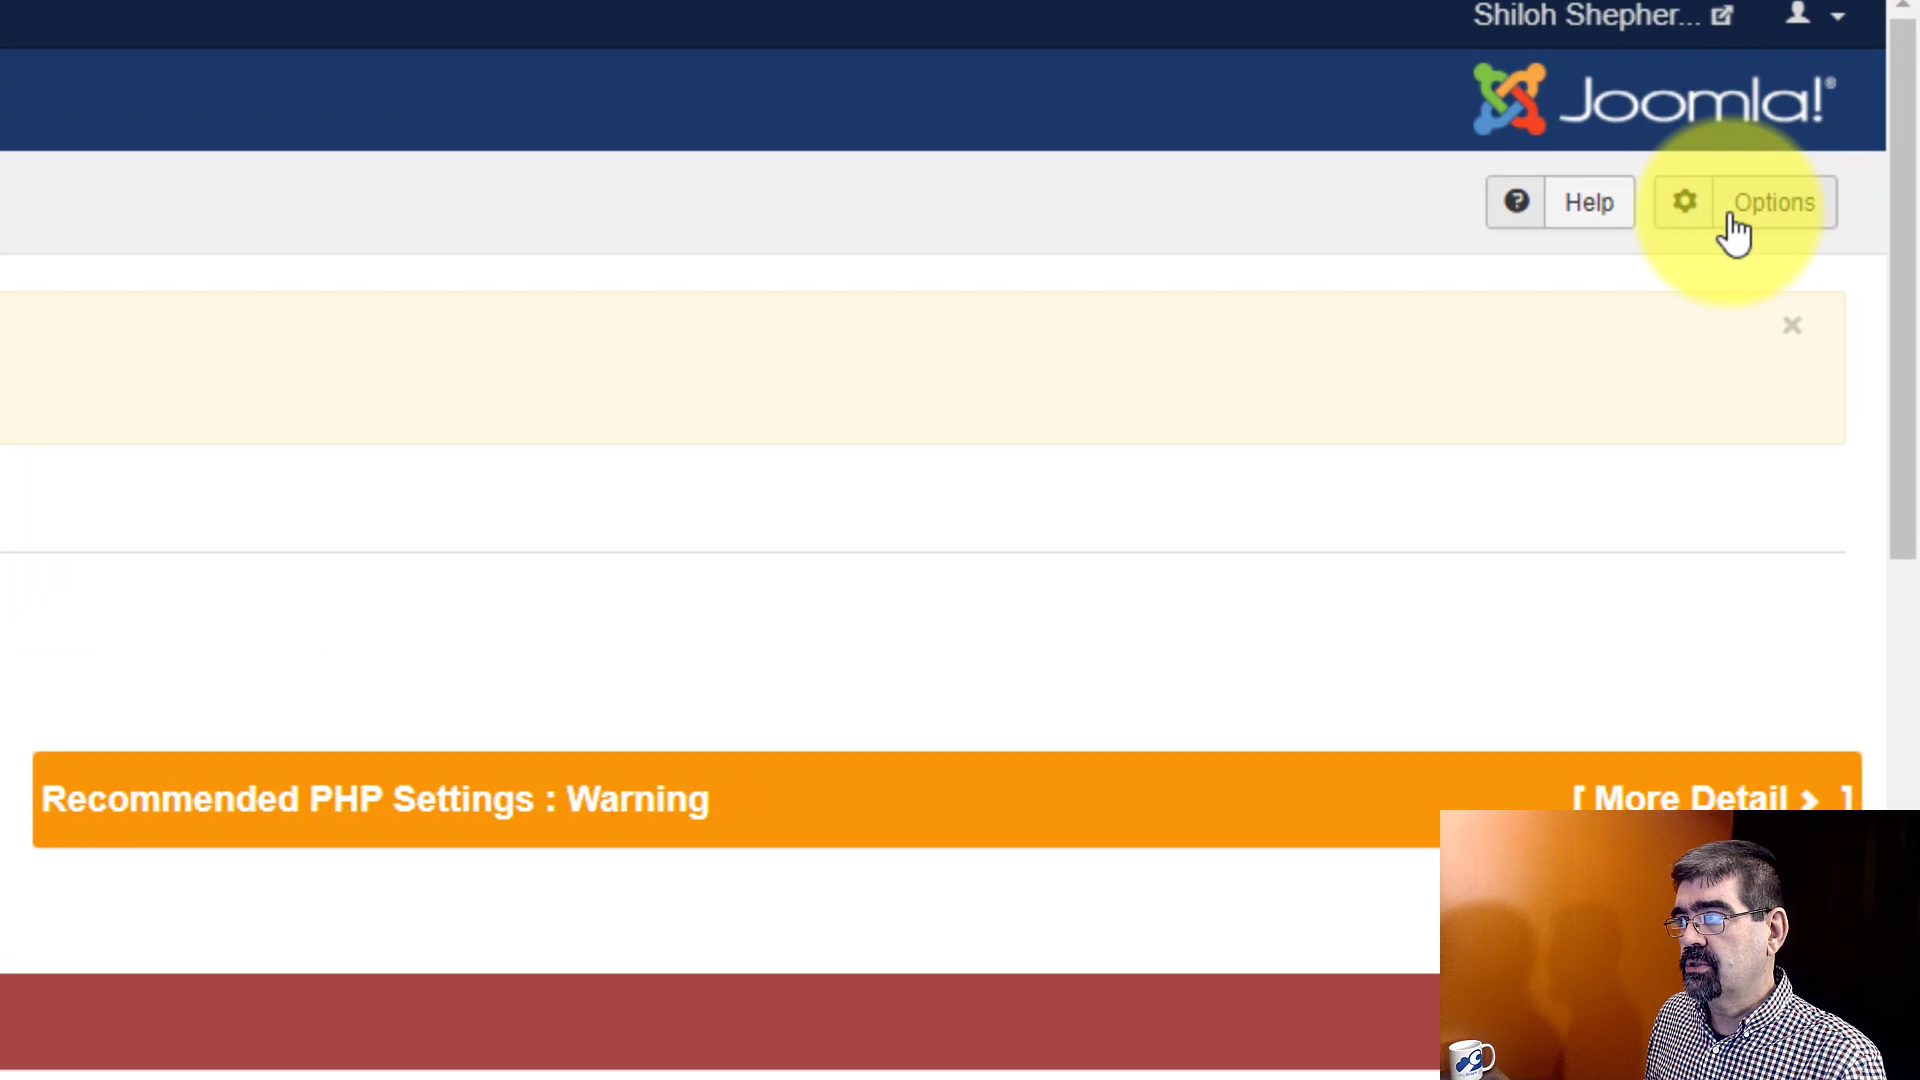 Shiloh Shepher...
Joomla!®
Help
Options
Recommended PHP Settings : Warning
[ More Detail > ]